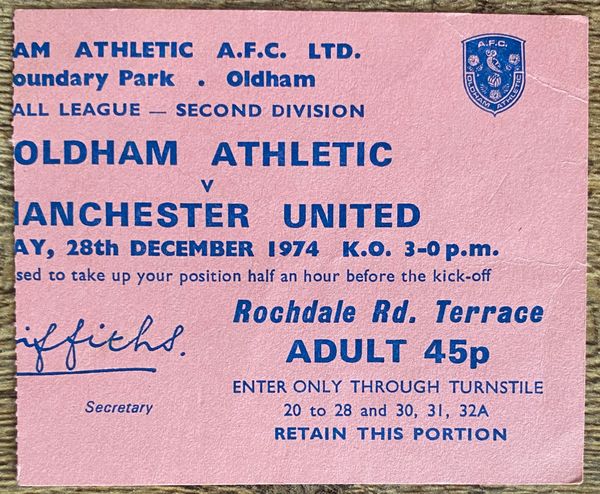 AM ATHLETIC A.F.C. LTD.
oundary Park . Oldham
ALL LEAGUE — SECOND DIVISION
OLDHAM ATHLETIC
v
MANCHESTER UNITED
AY, 28th DECEMBER 1974 K.O. 3-0 p.m.
sed to take up your position half an hour before the kick-off
iffiths.
Secretary
Rochdale Rd. Terrace
ADULT 45p
ENTER ONLY THROUGH TURNSTILE
20 to 28 and 30, 31, 32A
RETAIN THIS PORTION
A.F.C.
OLDHAM ATHLETIC